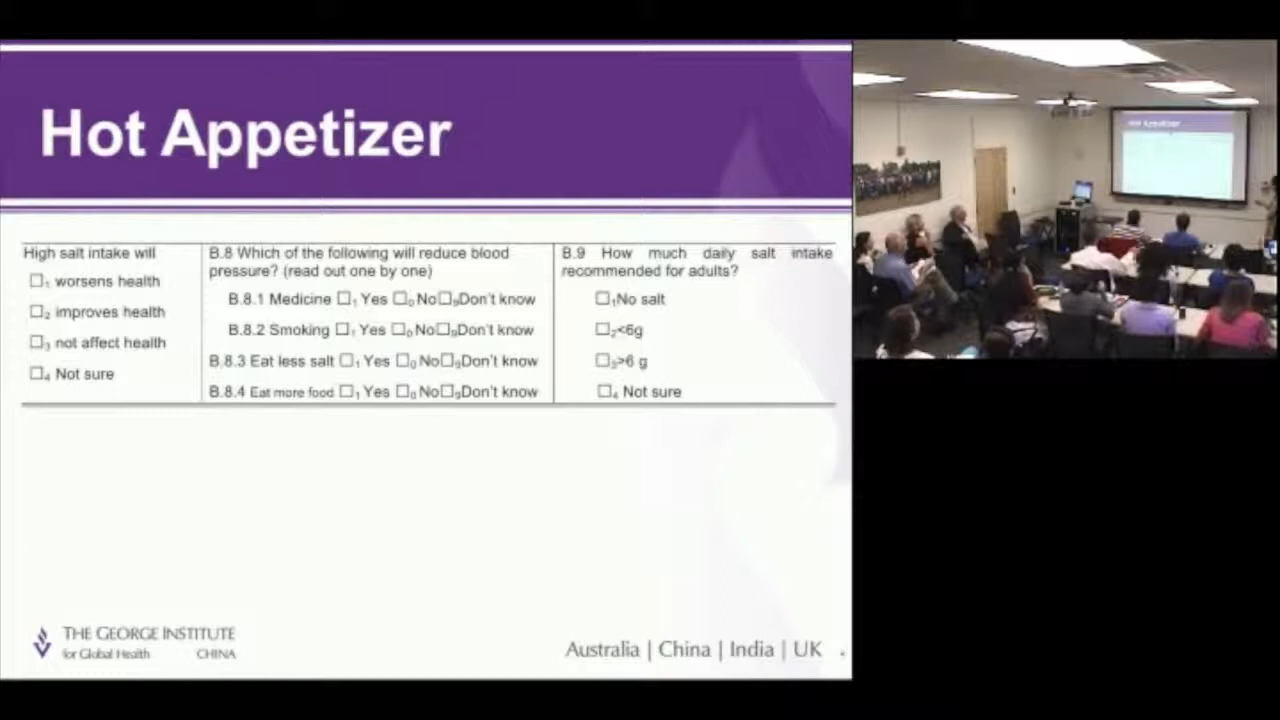 Hot Appetizer
High salt intake will
☐₁ worsens health
☐₂ improves health
☐₃ not affect health
☐₄ Not sure
B.8 Which of the following will reduce blood
pressure? (read out one by one)
B.8.1 Medicine ☐₁ Yes ☐₀ No☐₉Don't know
B.8.2 Smoking ☐₁ Yes ☐₀ No☐₉Don't know
B.8.3 Eat less salt ☐₁ Yes ☐₀ No☐₉Don't know
B.8.4 Eat more food ☐₁ Yes ☐₀ No☐₉Don't know
B.9 How much daily salt intake
recommended for adults?
☐₁No salt
☐₂<6g
☐₃>6 g
☐₄ Not sure
THE GEORGE INSTITUTE
for Global Health CHINA
Australia | China | India | UK
Hot Appetizer